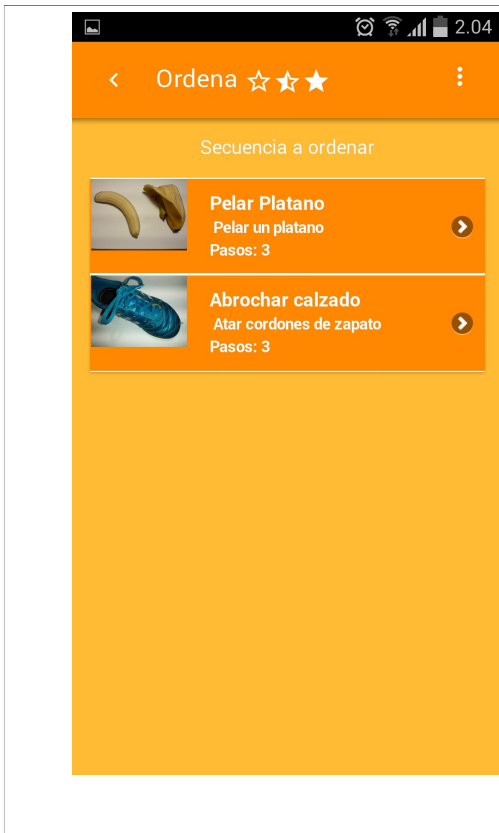 2.04
Ordena
Secuencia a ordenar
Pelar Platano
Pelar un platano
Pasos: 3
Abrochar calzado
Atar cordones de zapato
Pasos: 3